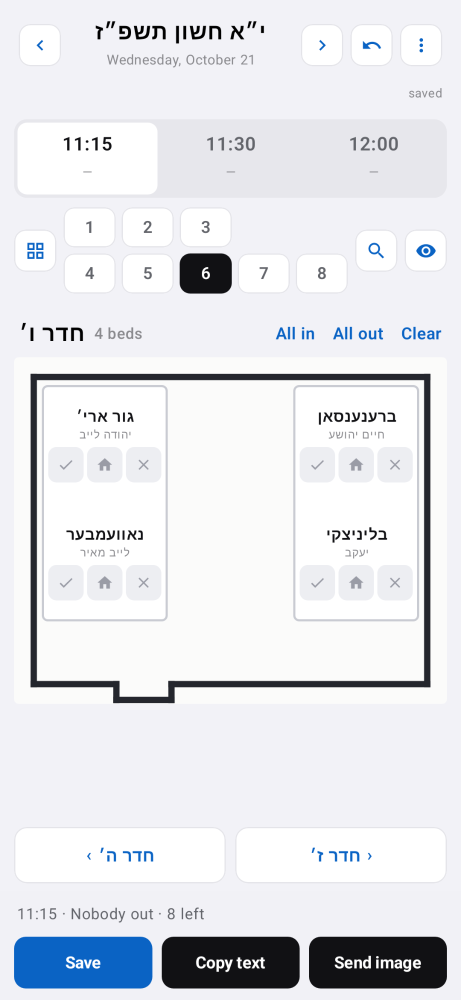 י״א חשון תשפ״ז
Wednesday, October 21
saved
11:15
–
11:30
–
12:00
–
1
2
3
4
5
6
7
8
חדר ו׳
4 beds
All in
All out
Clear
גור ארי׳
יהודה לייב
ברענענסאן
חיים יהושע
נאוועמבער
לייב מאיר
בליניצקי
יעקב
‹ חדר ה׳
חדר ז׳ ›
11:15 · Nobody out · 8 left
Save
Copy text
Send image